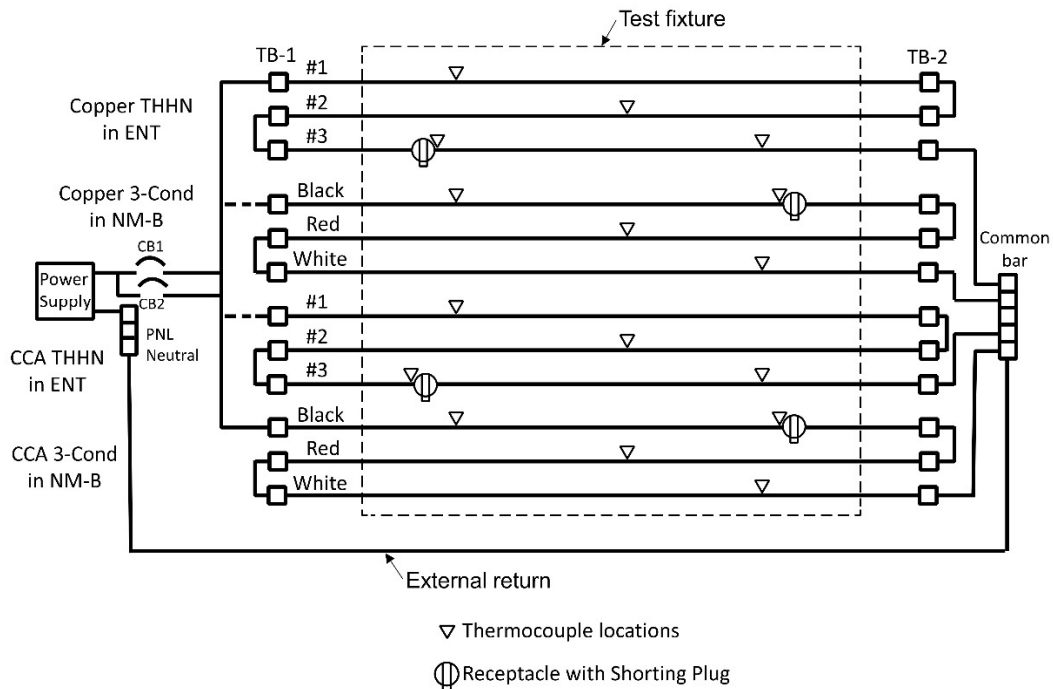 Test fixture
TB-1
TB-2
#1
Copper THHN
in ENT
#2
#3
Copper 3-Cond
in NM-B
Black
Red
White
Common
bar
CB1
Power
Supply
CB2
PNL
Neutral
#1
#2
#3
CCA THHN
in ENT
Black
CCA 3-Cond
in NM-B
Red
White
External return
Thermocouple locations
Receptacle with Shorting Plug